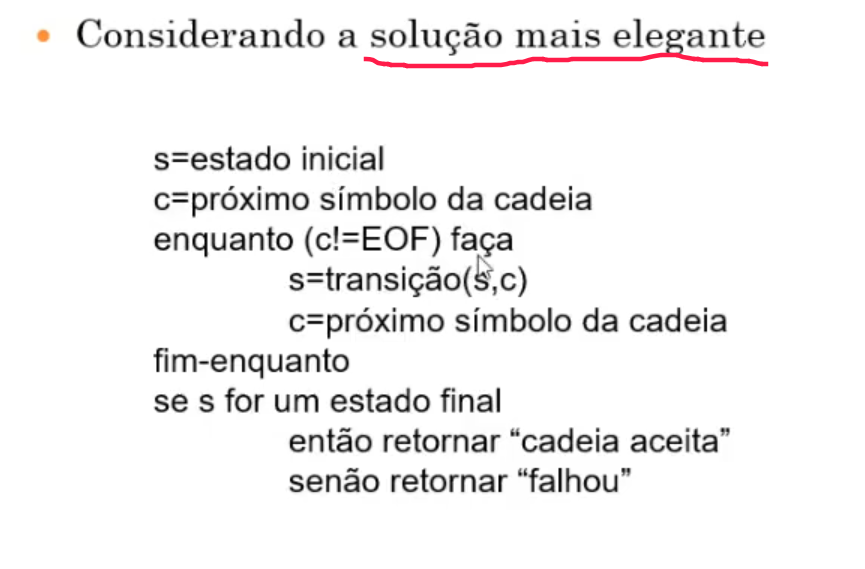 • Considerando a solução mais elegante
s=estado inicial
c=próximo símbolo da cadeia
enquanto (c!=EOF) faça
s=transição(s,c)
c=próximo símbolo da cadeia
fim-enquanto
se s for um estado final
então retornar “cadeia aceita”
senão retornar “falhou”